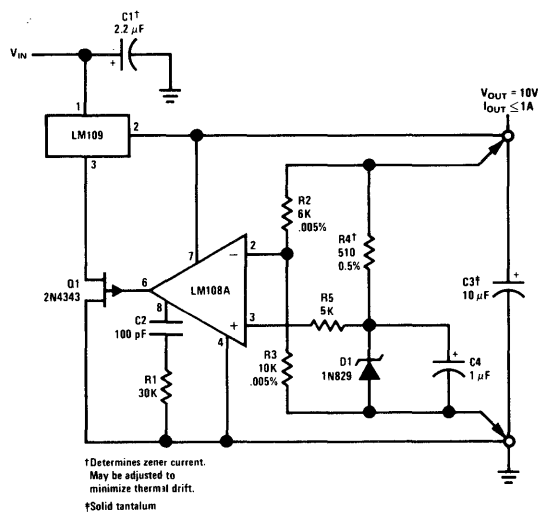 C1†
2.2 μF
VIN
+
1
LM109
2
3
VOUT = 10V
IOUT ≤ 1A
R2
6K
.005%
R4†
510
0.5%
7
2
−
Q1
2N4343
6
LM108A
8
C2
100 pF
+
3
4
R5
5K
C3‡
10 μF
+
R1
30K
R3
10K
.005%
D1
1N829
+
C4
1 μF
†Determines zener current.
May be adjusted to
minimize thermal drift.
‡Solid tantalum